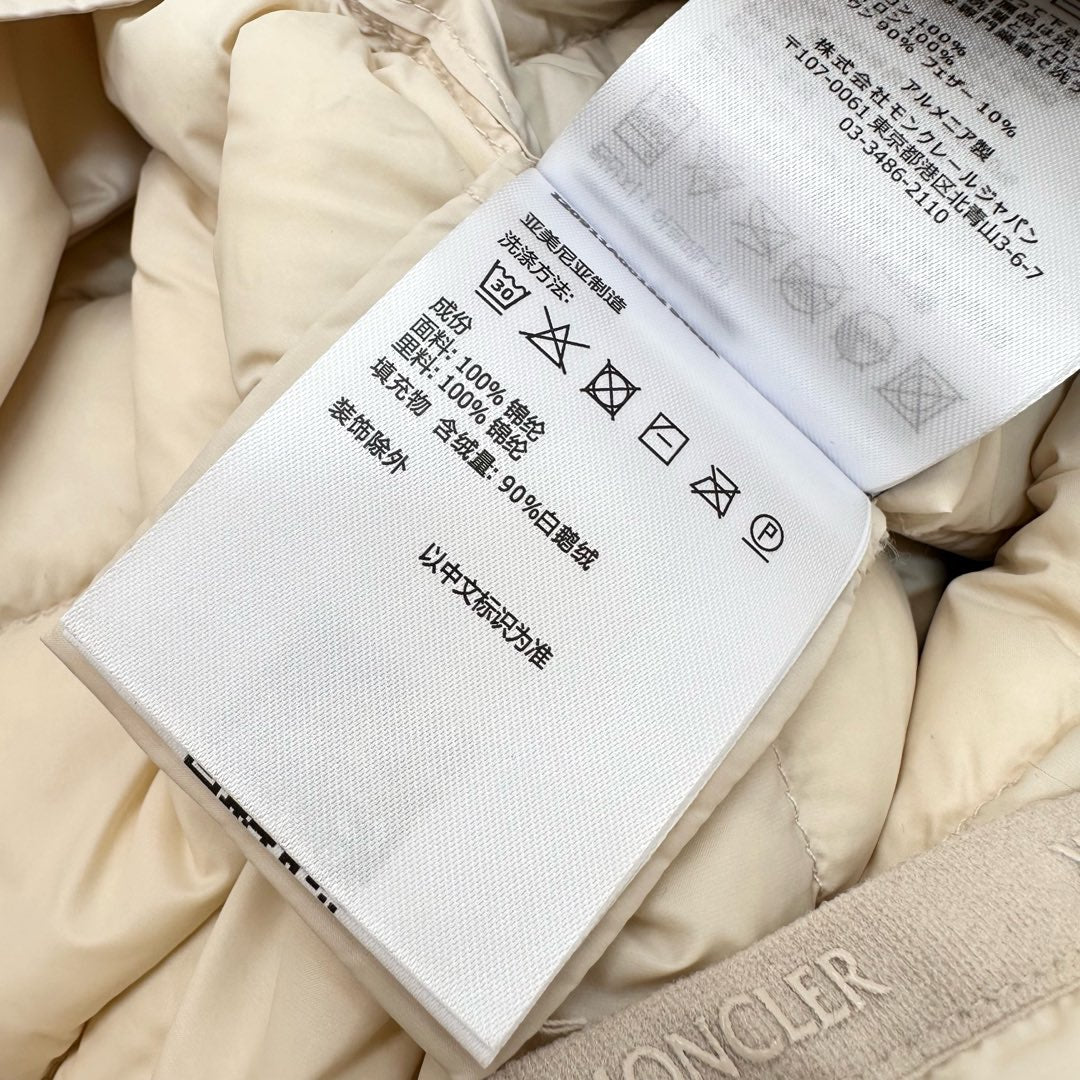 ロン 100%
ロン 100%
ウン 90% フェザー 10%
アルメニア製
株式会社モンクレールジャパン
〒107-0061 東京都港区北青山3-6-7
03-3486-2110
亚美尼亚制造
洗涤方法:
30
P
成份
面料: 100% 锦纶
里料: 100% 锦纶
填充物 含绒量: 90%白鹅绒
装饰除外
以中文标识为准
MONCLER